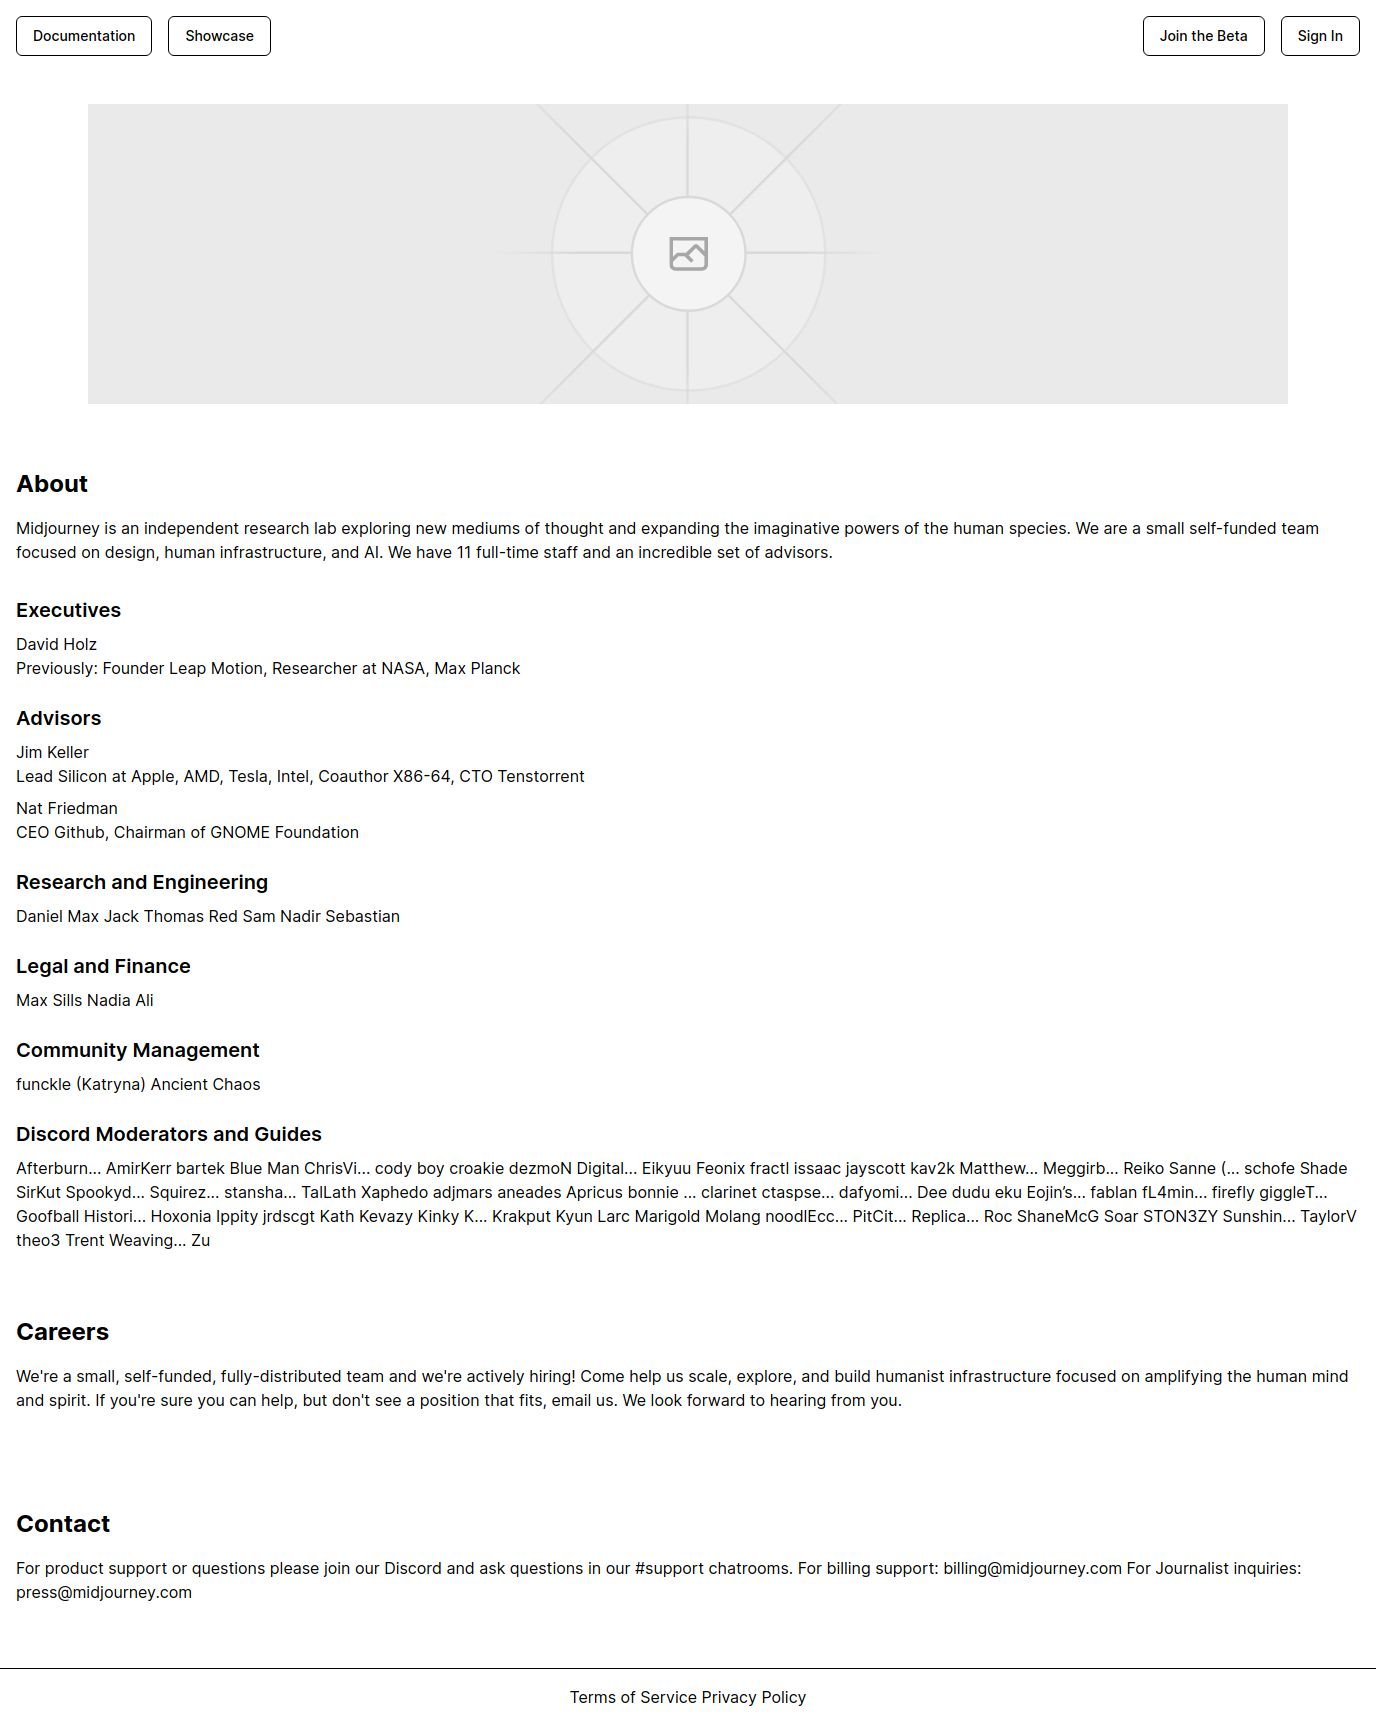 Documentation
Showcase
Join the Beta
Sign In
About
Midjourney is an independent research lab exploring new mediums of thought and expanding the imaginative powers of the human species. We are a small self-funded team
focused on design, human infrastructure, and AI. We have 11 full-time staff and an incredible set of advisors.
Executives
David Holz
Previously: Founder Leap Motion, Researcher at NASA, Max Planck
Advisors
Jim Keller
Lead Silicon at Apple, AMD, Tesla, Intel, Coauthor X86-64, CTO Tenstorrent
Nat Friedman
CEO Github, Chairman of GNOME Foundation
Research and Engineering
Daniel Max Jack Thomas Red Sam Nadir Sebastian
Legal and Finance
Max Sills Nadia Ali
Community Management
funckle (Katryna) Ancient Chaos
Discord Moderators and Guides
Afterburn... AmirKerr bartek Blue Man ChrisVi... cody boy croakie dezmoN Digital... Eikyuu Feonix fractl issaac jayscott kav2k Matthew... Meggirb... Reiko Sanne (... schofe Shade
SirKut Spookyd... Squirez... stansha... TalLath Xaphedo adjmars aneades Apricus bonnie ... clarinet ctaspse... dafyomi... Dee dudu eku Eojin’s... fablan fL4min... firefly giggleT...
Goofball Histori... Hoxonia Ippity jrdscgt Kath Kevazy Kinky K... Krakput Kyun Larc Marigold Molang noodlEcc... PitCit... Replica... Roc ShaneMcG Soar STON3ZY Sunshin... TaylorV
theo3 Trent Weaving... Zu
Careers
We're a small, self-funded, fully-distributed team and we're actively hiring! Come help us scale, explore, and build humanist infrastructure focused on amplifying the human mind
and spirit. If you're sure you can help, but don't see a position that fits, email us. We look forward to hearing from you.
Contact
For product support or questions please join our Discord and ask questions in our #support chatrooms. For billing support: billing@midjourney.com For Journalist inquiries:
press@midjourney.com
Terms of Service Privacy Policy